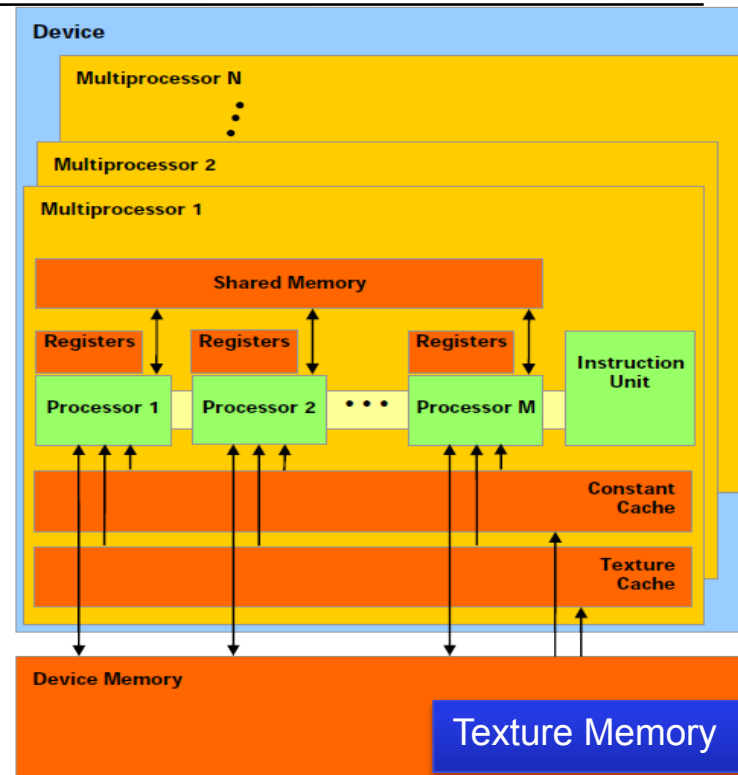 Device
Multiprocessor N
Multiprocessor 2
Multiprocessor 1
Shared Memory
Registers
Registers
Registers
Instruction
Unit
Processor 1
Processor 2
• • •
Processor M
Constant
Cache
Texture
Cache
Device Memory
Texture Memory